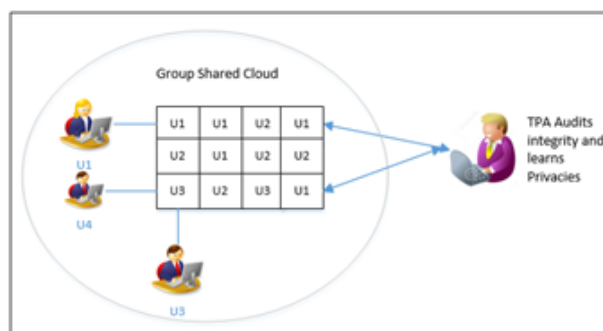 Group Shared Cloud
U1 U1 U2 U1
U2 U1 U2 U2
U3 U2 U3 U1
U1
U4
U3
TPA Audits
integrity and
learns
Privacies